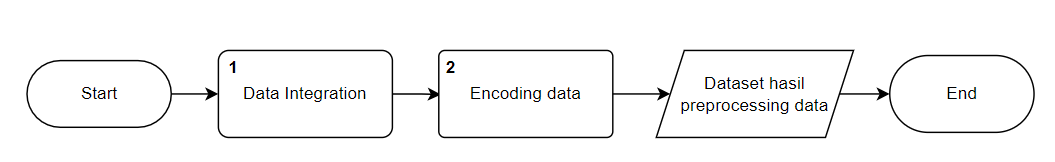 Start
1
Data Integration
2
Encoding data
Dataset hasil
preprocessing data
End